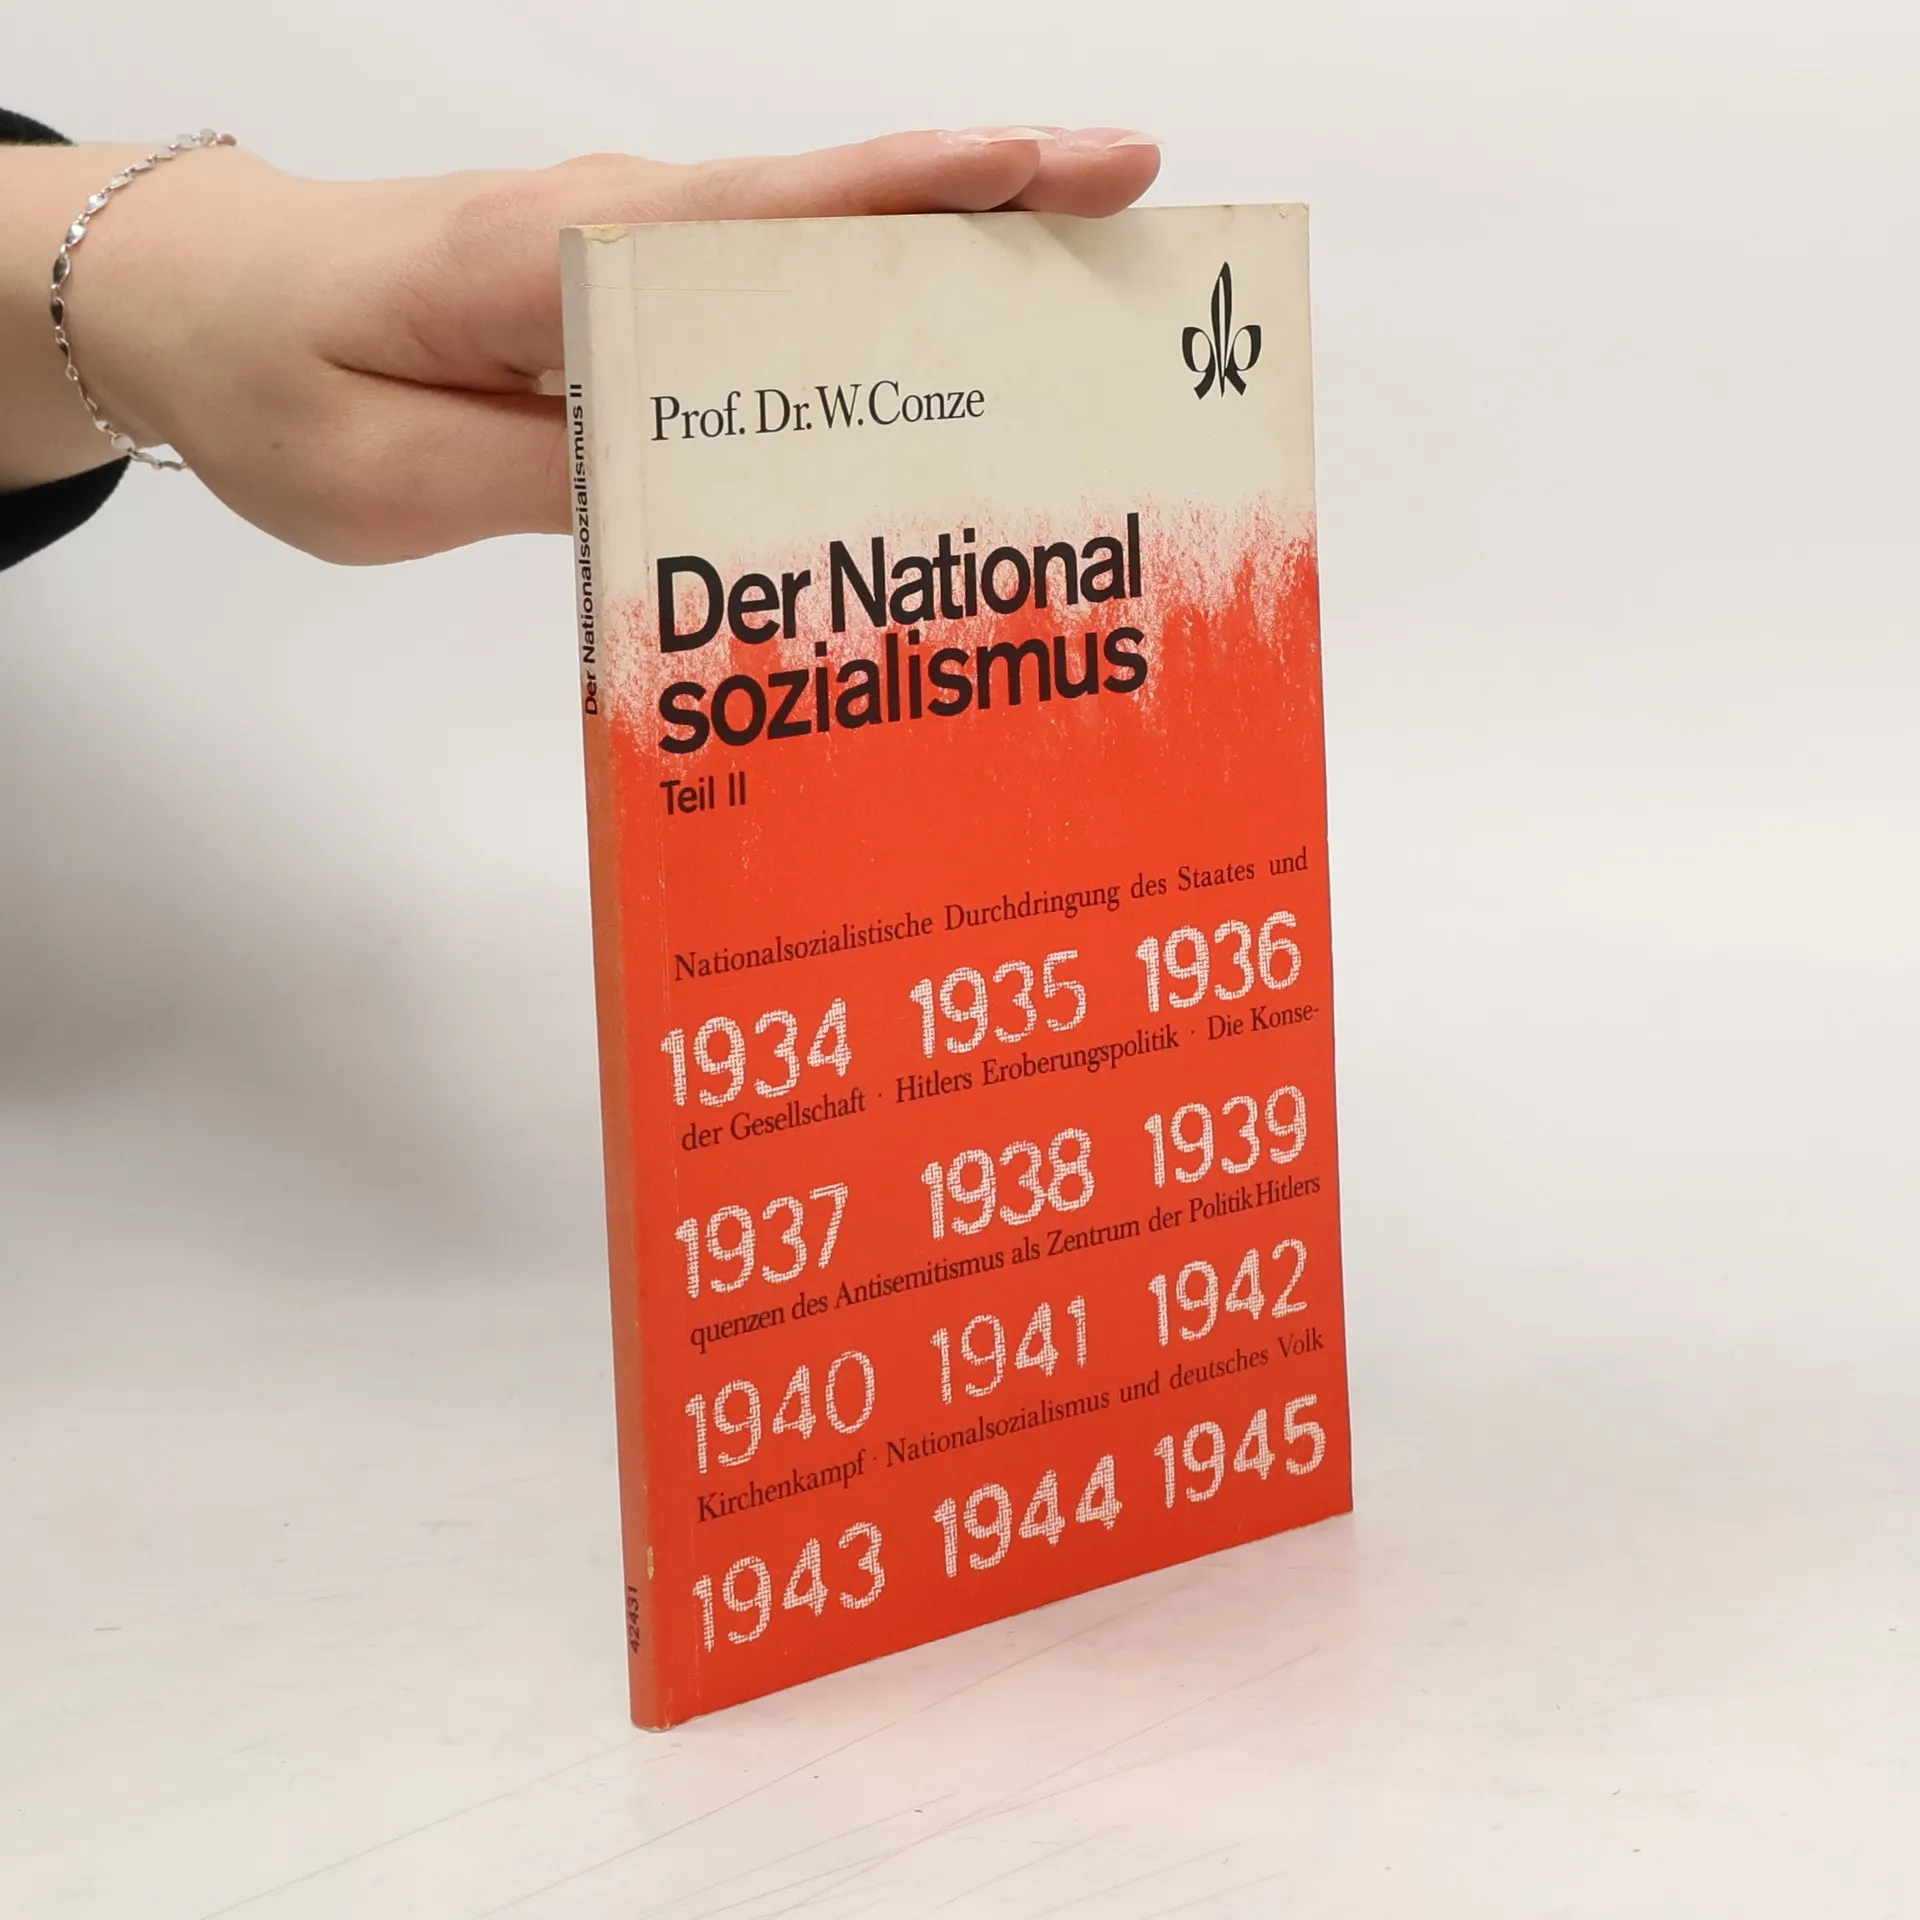 Prof. Dr. W. Conze
Der National
sozialismus
Teil II
Nationalsozialistische Durchdringung des Staates und
1934 1935 1936
der Gesellschaft · Hitlers Eroberungspolitik · Die Konse-
1937 1938 1939
quenzen des Antisemitismus als Zentrum der Politik Hitlers
1940 1941 1942
Kirchenkampf · Nationalsozialismus und deutsches Volk
1943 1944 1945
Der Nationalsozialismus II
42431